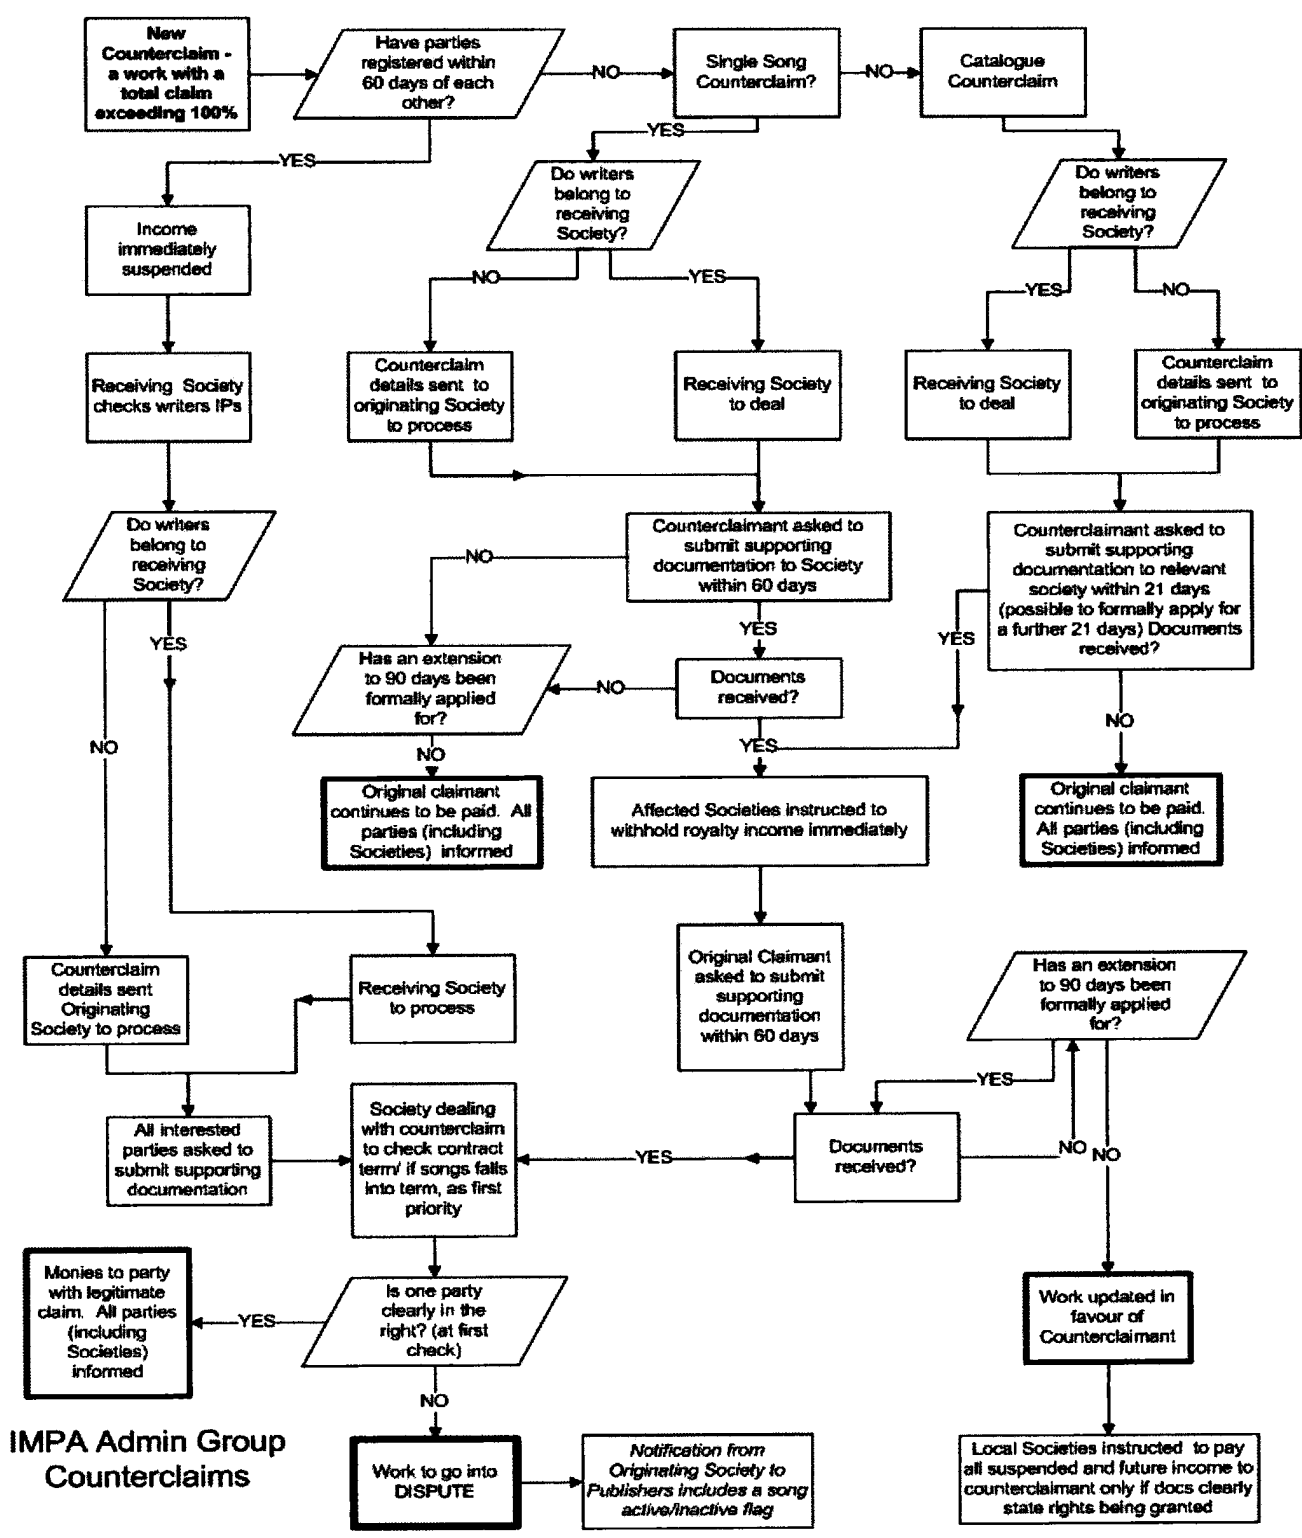 New
Counterclaim -
a work with a
total claim
exceeding 100%
Have parties
registered within
60 days of each
other?
NO
Single Song
Counterclaim?
NO
Catalogue
Counterclaim
YES
YES
Income
immediately
suspended
Do writers
belong to
receiving
Society?
Do writers
belong to
receiving
Society?
NO
YES
YES
NO
Receiving Society
checks writers IPs
Counterclaim
details sent to
originating Society
to process
Receiving Society
to deal
Receiving Society
to deal
Counterclaim
details sent to
originating Society
to process
Do writers
belong to
receiving
Society?
NO
Counterclaimant asked to
submit supporting
documentation to Society
within 60 days
Counterclaimant asked to
submit supporting
documentation to relevant
society within 21 days
(possible to formally apply for
a further 21 days) Documents
received?
YES
YES
YES
Has an extension
to 90 days been
formally applied
for?
NO
Documents
received?
NO
NO
NO
YES
Original claimant
continues to be paid. All
parties (including
Societies) informed
Affected Societies instructed to
withhold royalty income immediately
Original claimant
continues to be paid.
All parties (including
Societies) informed
Counterclaim
details sent
Originating
Society to process
Receiving Society
to process
Original Claimant
asked to submit
supporting
documentation
within 60 days
Has an extension
to 90 days been
formally applied
for?
YES
All interested
parties asked to
submit supporting
documentation
Society dealing
with counterclaim
to check contract
term/ if songs falls
into term, as first
priority
YES
Documents
received?
NO
NO
Monies to party
with legitimate
claim. All parties
(including
Societies)
informed
YES
Is one party
clearly in the
right? (at first
check)
Work updated in
favour of
Counterclaimant
NO
IMPA Admin Group
Counterclaims
Work to go into
DISPUTE
Notification from
Originating Society to
Publishers includes a song
active/inactive flag
Local Societies instructed to pay
all suspended and future income to
counterclaimant only if docs clearly
state rights being granted